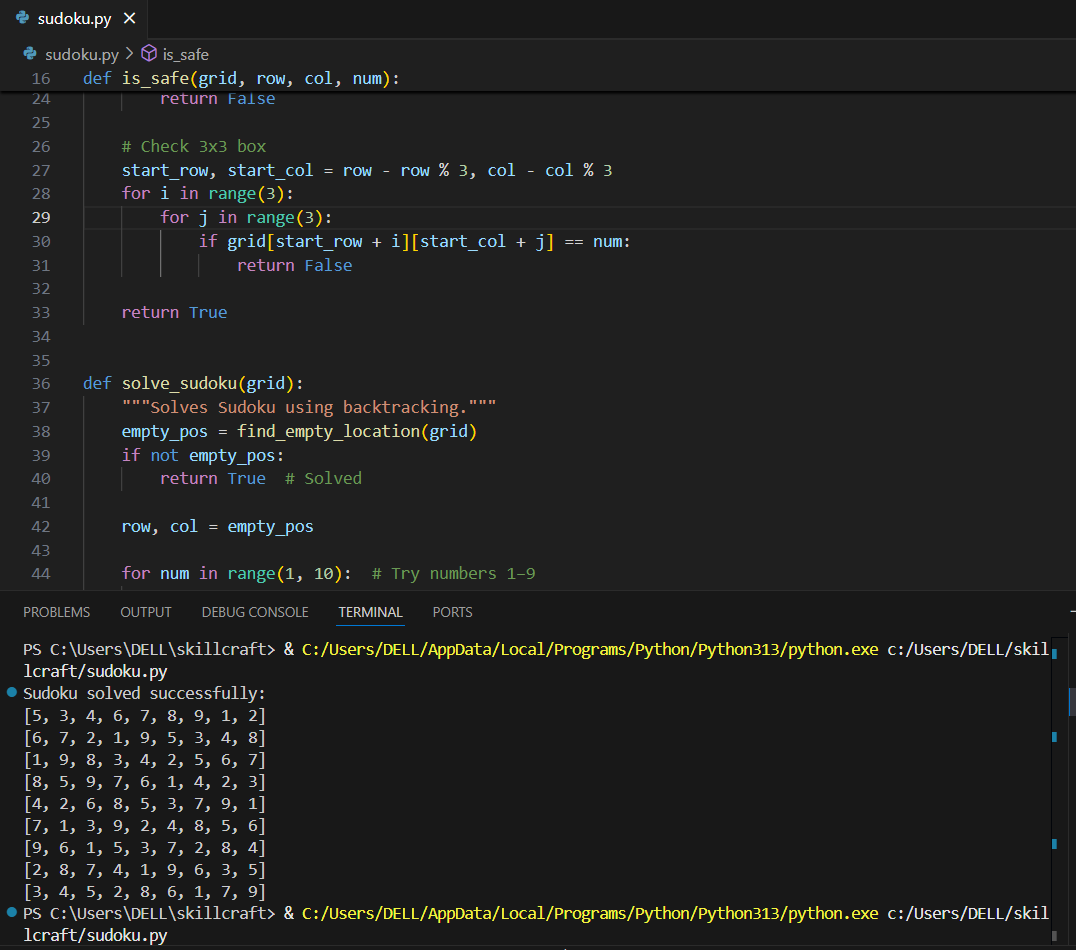 sudoku.py
sudoku.py > is_safe
16 def is_safe(grid, row, col, num):
24 return False
25
26 # Check 3x3 box
27 start_row, start_col = row - row % 3, col - col % 3
28 for i in range(3):
29 for j in range(3):
30 if grid[start_row + i][start_col + j] == num:
31 return False
32
33 return True
34
35
36 def solve_sudoku(grid):
37 """Solves Sudoku using backtracking."""
38 empty_pos = find_empty_location(grid)
39 if not empty_pos:
40 return True  # Solved
41
42 row, col = empty_pos
43
44 for num in range(1, 10):  # Try numbers 1–9
PROBLEMS OUTPUT DEBUG CONSOLE TERMINAL PORTS
PS C:\Users\DELL\skillcraft> & C:/Users/DELL/AppData/Local/Programs/Python/Python313/python.exe c:/Users/DELL/skil
lcraft/sudoku.py
Sudoku solved successfully:
[5, 3, 4, 6, 7, 8, 9, 1, 2]
[6, 7, 2, 1, 9, 5, 3, 4, 8]
[1, 9, 8, 3, 4, 2, 5, 6, 7]
[8, 5, 9, 7, 6, 1, 4, 2, 3]
[4, 2, 6, 8, 5, 3, 7, 9, 1]
[7, 1, 3, 9, 2, 4, 8, 5, 6]
[9, 6, 1, 5, 3, 7, 2, 8, 4]
[2, 8, 7, 4, 1, 9, 6, 3, 5]
[3, 4, 5, 2, 8, 6, 1, 7, 9]
PS C:\Users\DELL\skillcraft> & C:/Users/DELL/AppData/Local/Programs/Python/Python313/python.exe c:/Users/DELL/skil
lcraft/sudoku.py